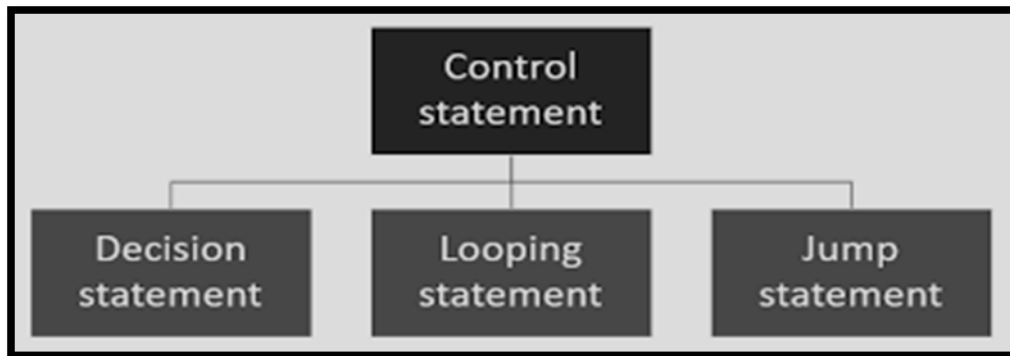 Control
statement
Decision
statement
Looping
statement
Jump
statement